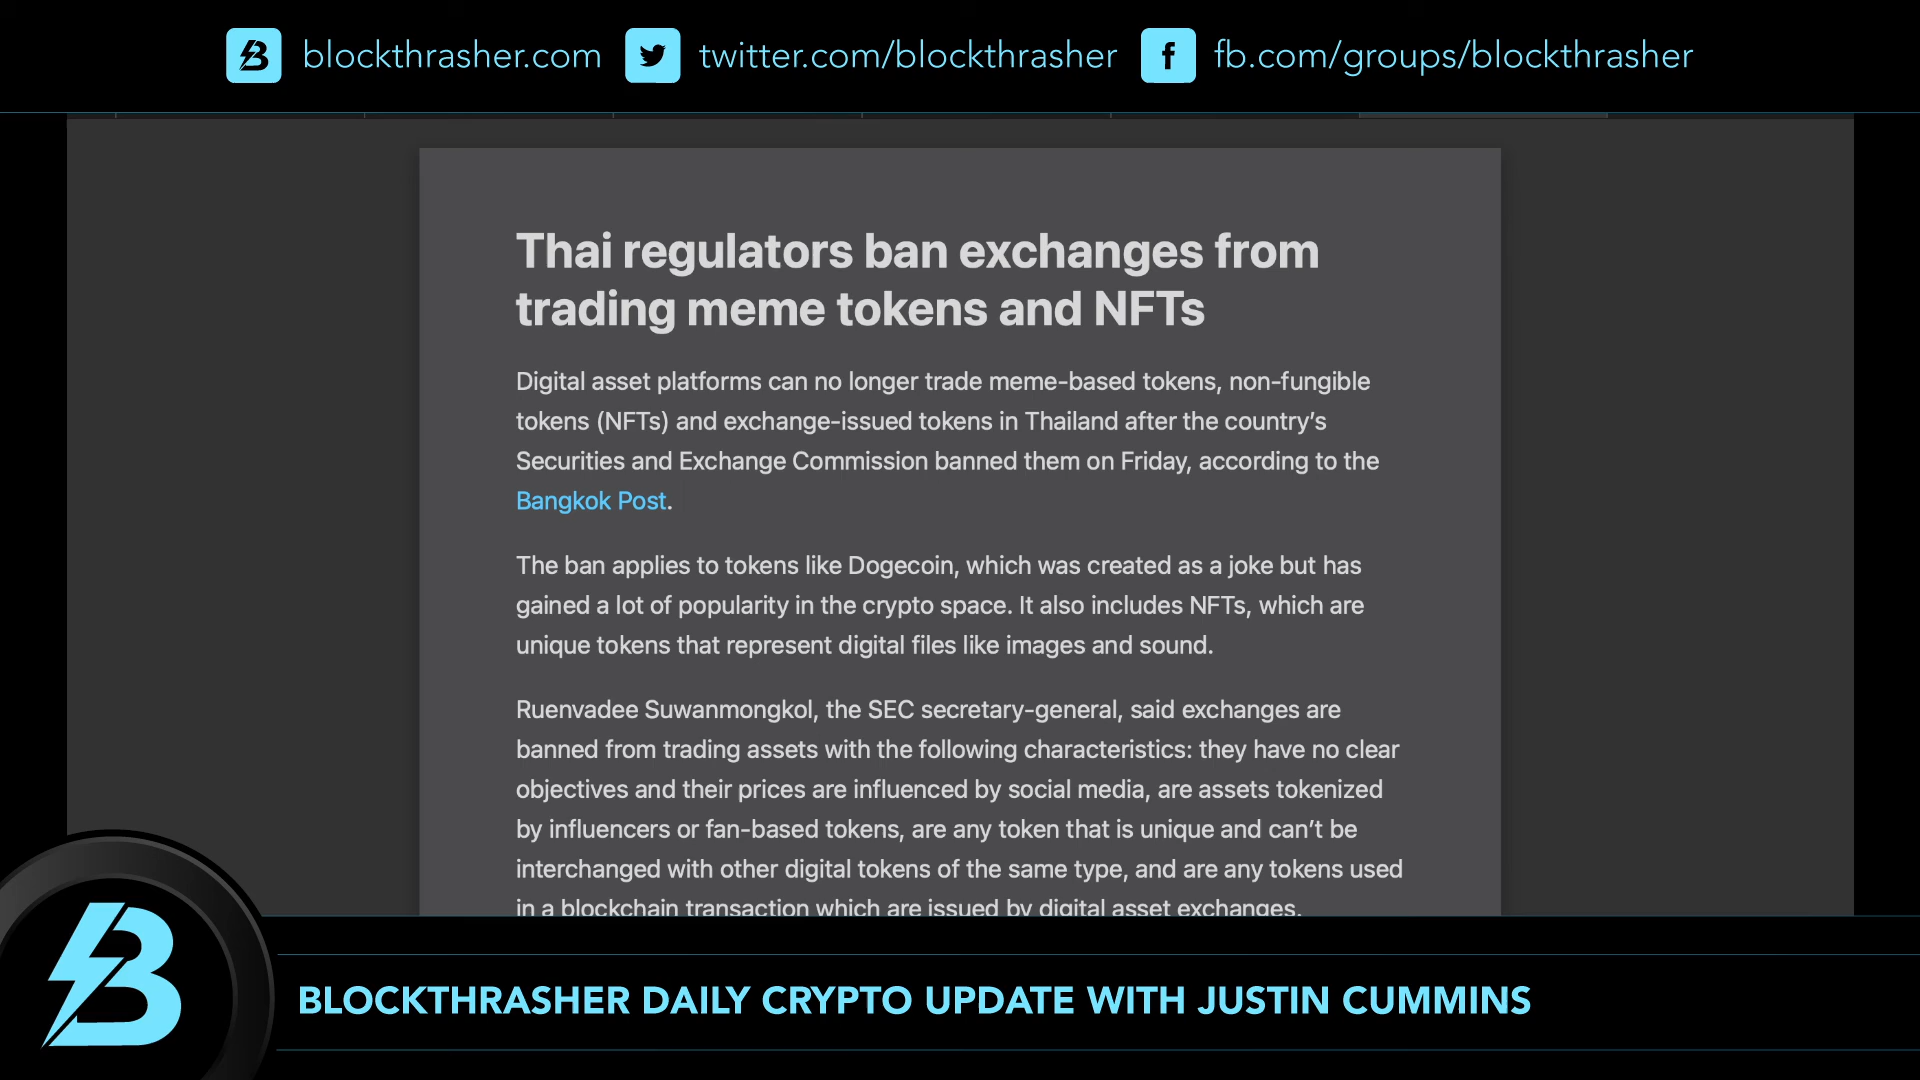 blockthrasher.com twitter.com/blockthrasher fb.com/groups/blockthrasher
Thai regulators ban exchanges from
trading meme tokens and NFTs
Digital asset platforms can no longer trade meme-based tokens, non-fungible
tokens (NFTs) and exchange-issued tokens in Thailand after the country’s
Securities and Exchange Commission banned them on Friday, according to the
Bangkok Post.
The ban applies to tokens like Dogecoin, which was created as a joke but has
gained a lot of popularity in the crypto space. It also includes NFTs, which are
unique tokens that represent digital files like images and sound.
Ruenvadee Suwanmongkol, the SEC secretary-general, said exchanges are
banned from trading assets with the following characteristics: they have no clear
objectives and their prices are influenced by social media, are assets tokenized
by influencers or fan-based tokens, are any token that is unique and can’t be
interchanged with other digital tokens of the same type, and are any tokens used
in a blockchain transaction which are issued by digital asset exchanges.
BLOCKTHRASHER DAILY CRYPTO UPDATE WITH JUSTIN CUMMINS